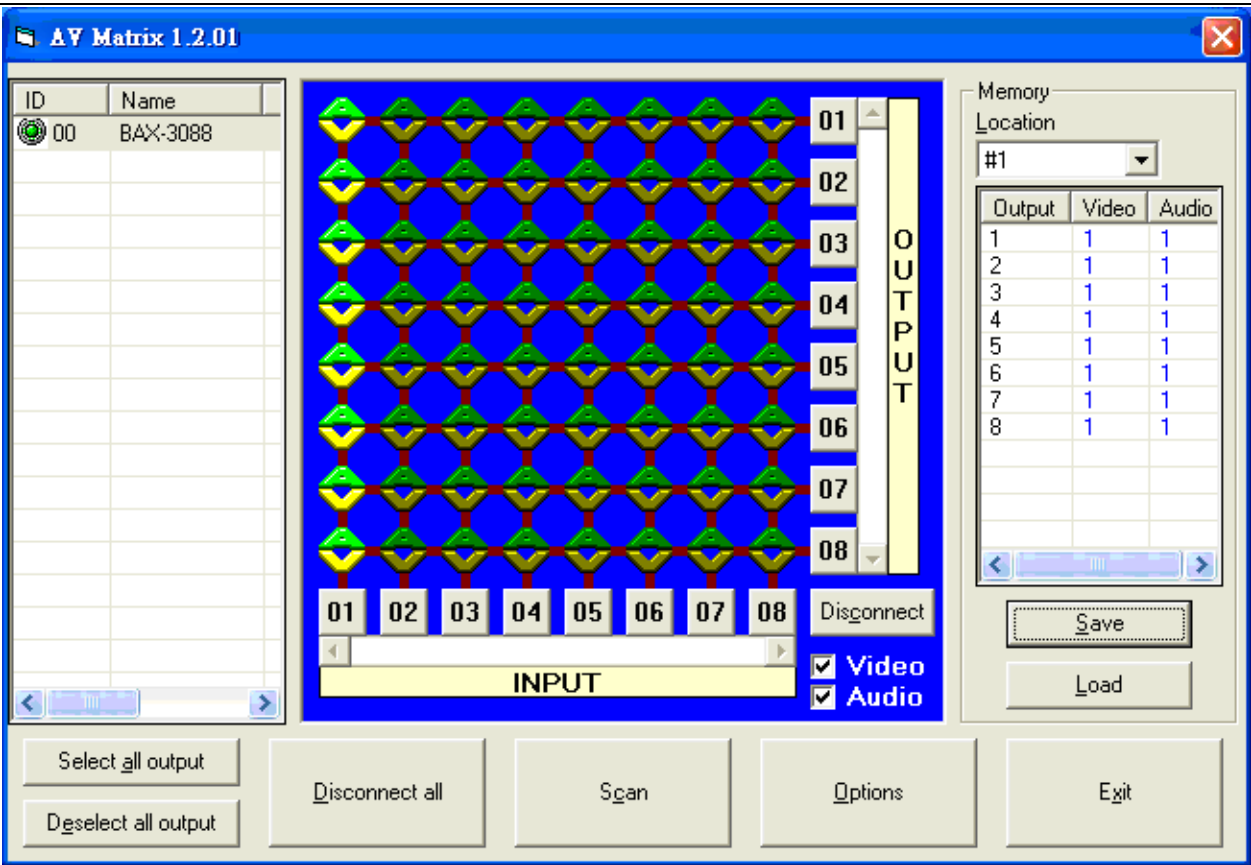 AV Matrix 1.2.01
ID Name
00 BAX-3088
01
02
03
04
05
06
07
08
OUTPUT
01 02 03 04 05 06 07 08
Disconnect
INPUT
Video
Audio
Memory
Location
#1
Output Video Audio
1 1 1
2 1 1
3 1 1
4 1 1
5 1 1
6 1 1
7 1 1
8 1 1
Save
Load
Select all output
Deselect all output
Disconnect all
Scan
Options
Exit